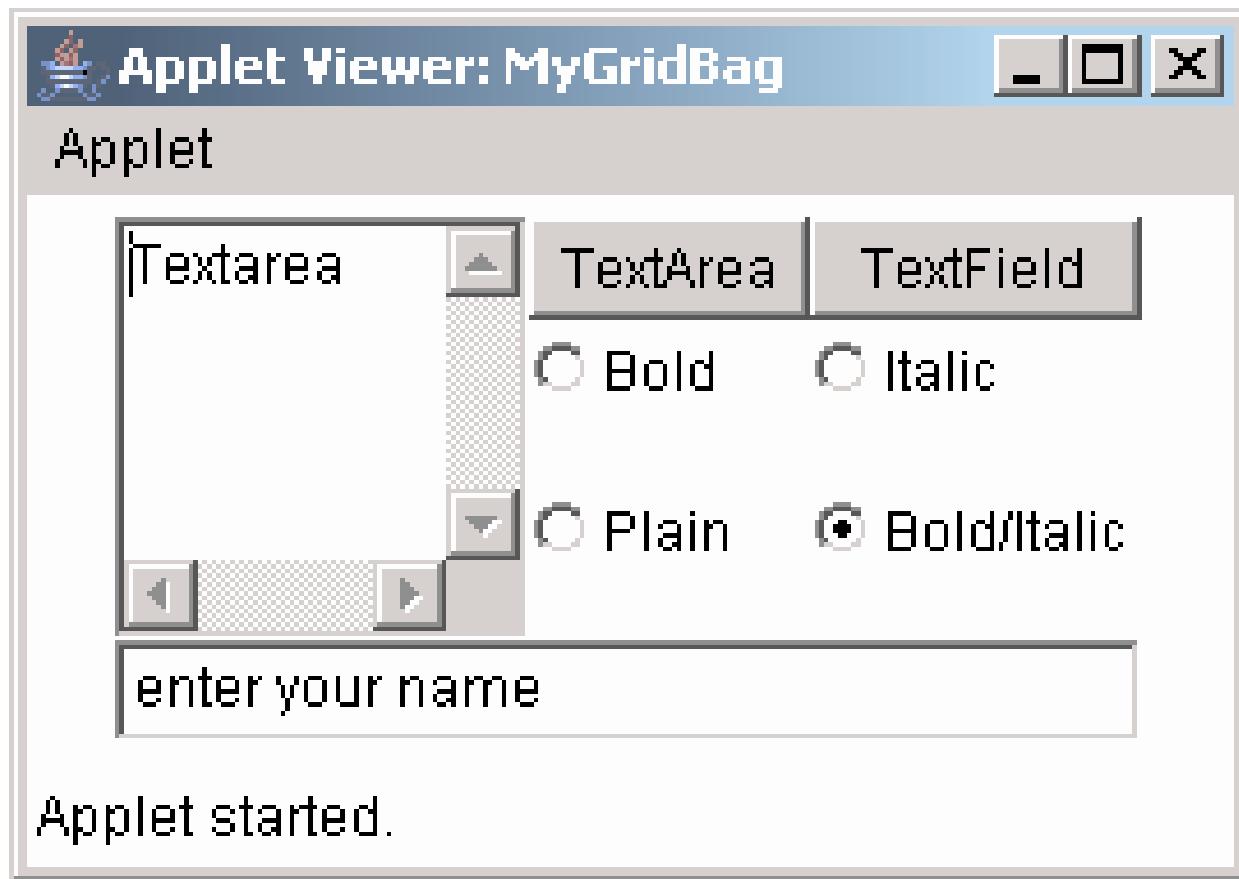 Applet Viewer: MyGridBag
Applet
Textarea
TextArea
TextField
Bold
Italic
Plain
Bold/Italic
enter your name
Applet started.